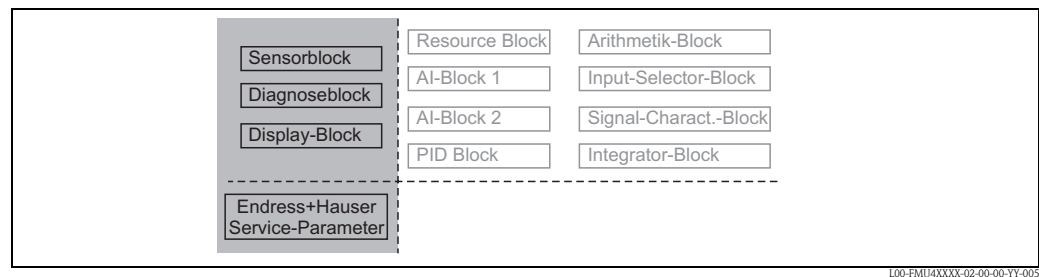 Sensorblock
Diagnoseblock
Display-Block
Resource Block
AI-Block 1
AI-Block 2
PID Block
Arithmetik-Block
Input-Selector-Block
Signal-Charact.-Block
Integrator-Block
Endress+Hauser
Service-Parameter
L00-FMU4XXXX-02-00-00-YY-005